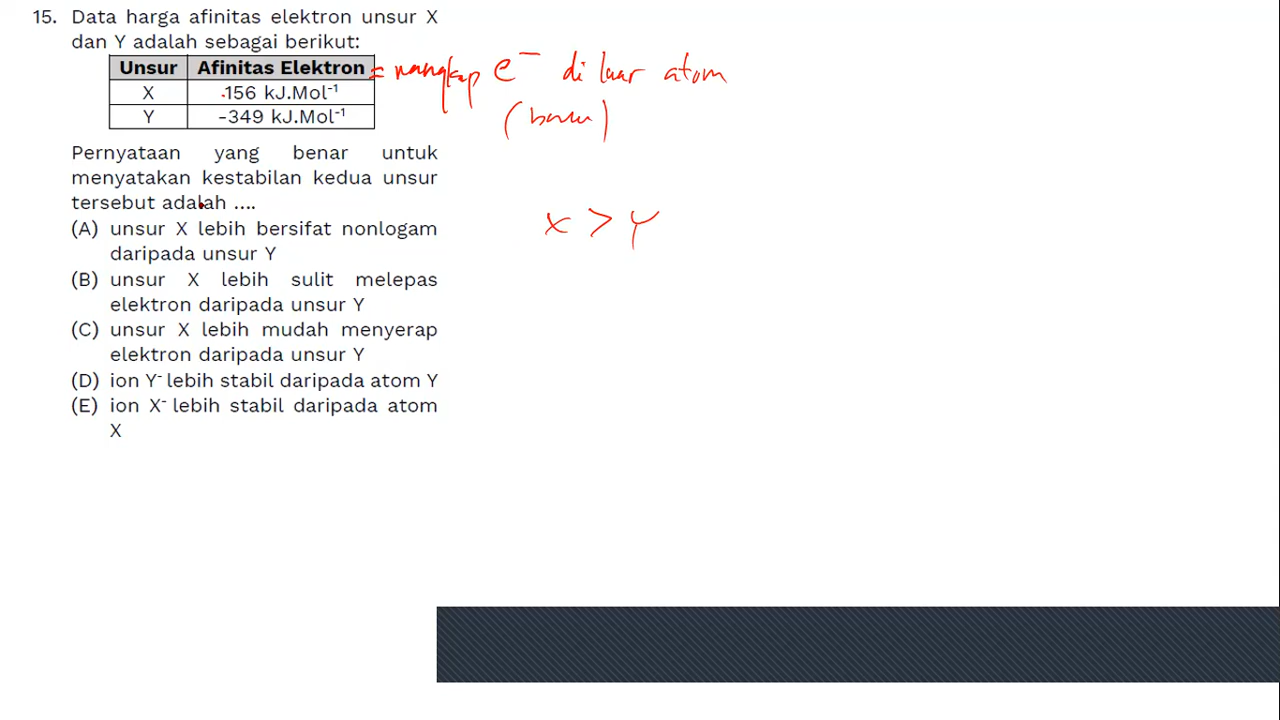 15. Data harga afinitas elektron unsur X
dan Y adalah sebagai berikut:
Unsur Afinitas Elektron = nangkap e⁻ di luar atom
X 156 kJ.Mol⁻¹
(baru)
Y -349 kJ.Mol⁻¹
Pernyataan yang benar untuk
menyatakan kestabilan kedua unsur
tersebut adalah ....
X > Y
(A) unsur X lebih bersifat nonlogam
daripada unsur Y
(B) unsur X lebih sulit melepas
elektron daripada unsur Y
(C) unsur X lebih mudah menyerap
elektron daripada unsur Y
(D) ion Y⁻ lebih stabil daripada atom Y
(E) ion X⁻ lebih stabil daripada atom
X